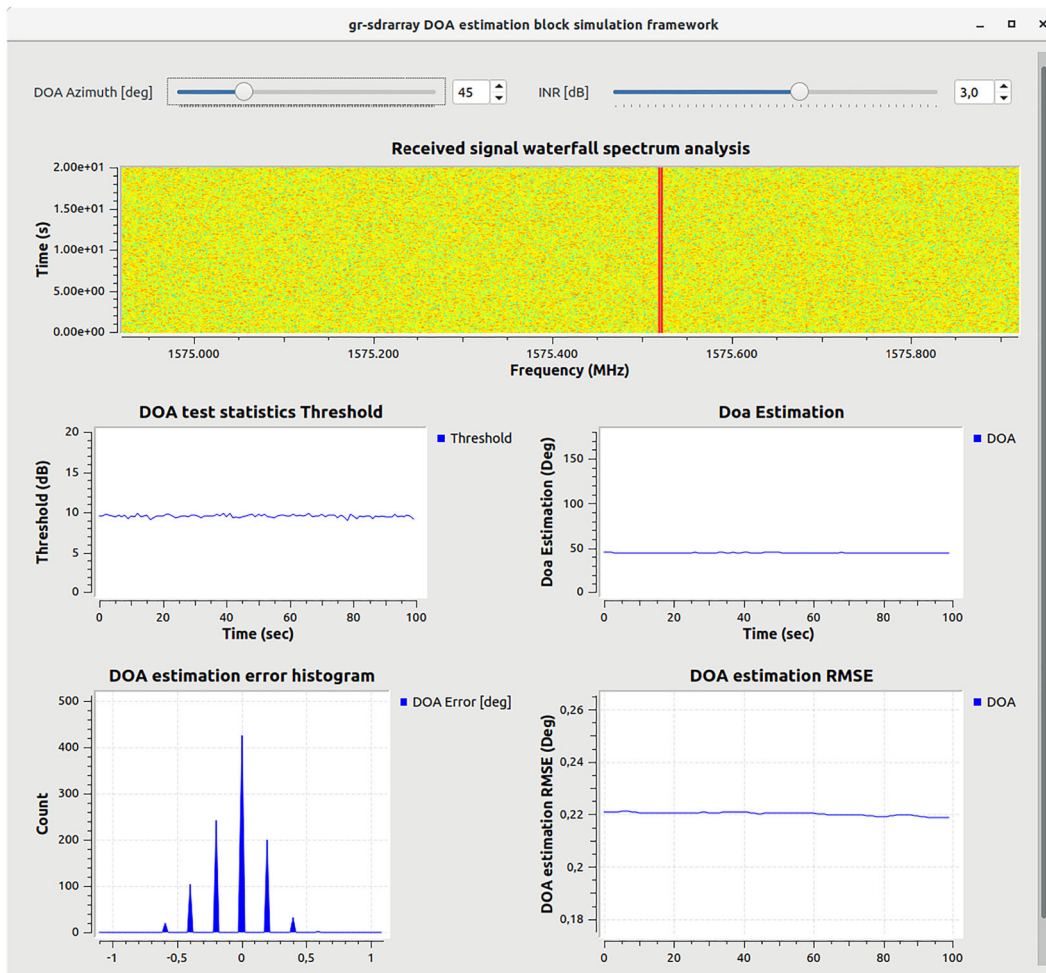 gr-sdrarray DOA estimation block simulation framework
DOA Azimuth [deg] 45 INR [dB] 3,0
Received signal waterfall spectrum analysis
Time (s)
2.00e+01
1.50e+01
1.00e+01
5.00e+00
0.00e+00
1575.000 1575.200 1575.400 1575.600 1575.800
Frequency (MHz)
DOA test statistics Threshold
Threshold (dB)
20
15
10
5
0
0 20 40 60 80 100
Time (sec)
Threshold
Doa Estimation
Doa Estimation (Deg)
150
100
50
0
0 20 40 60 80 100
Time (sec)
DOA
DOA estimation error histogram
Count
500
400
300
200
100
0
-1 -0,5 0 0,5 1
DOA Error [deg]
DOA estimation RMSE
DOA estimation RMSE (Deg)
0,26
0,24
0,22
0,2
0,18
0 20 40 60 80 100
DOA